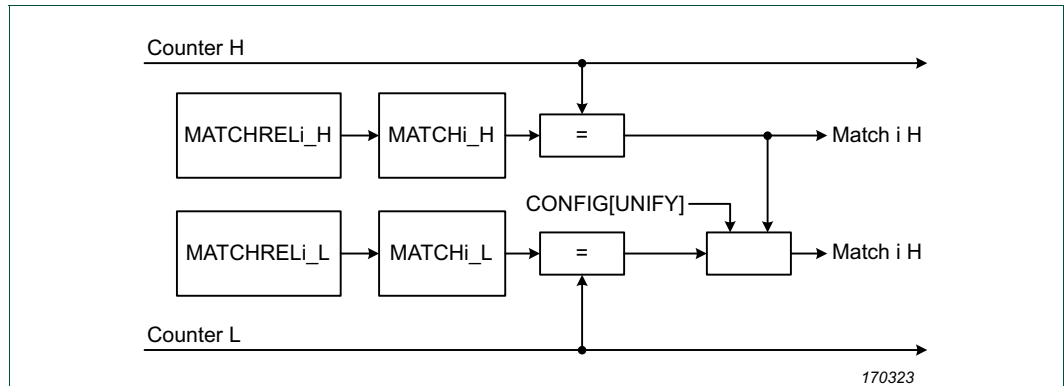 Counter H
MATCHRELi_H
MATCHi_H
=
Match i H
CONFIG[UNIFY]
MATCHRELi_L
MATCHi_L
=
Match i H
Counter L
170323